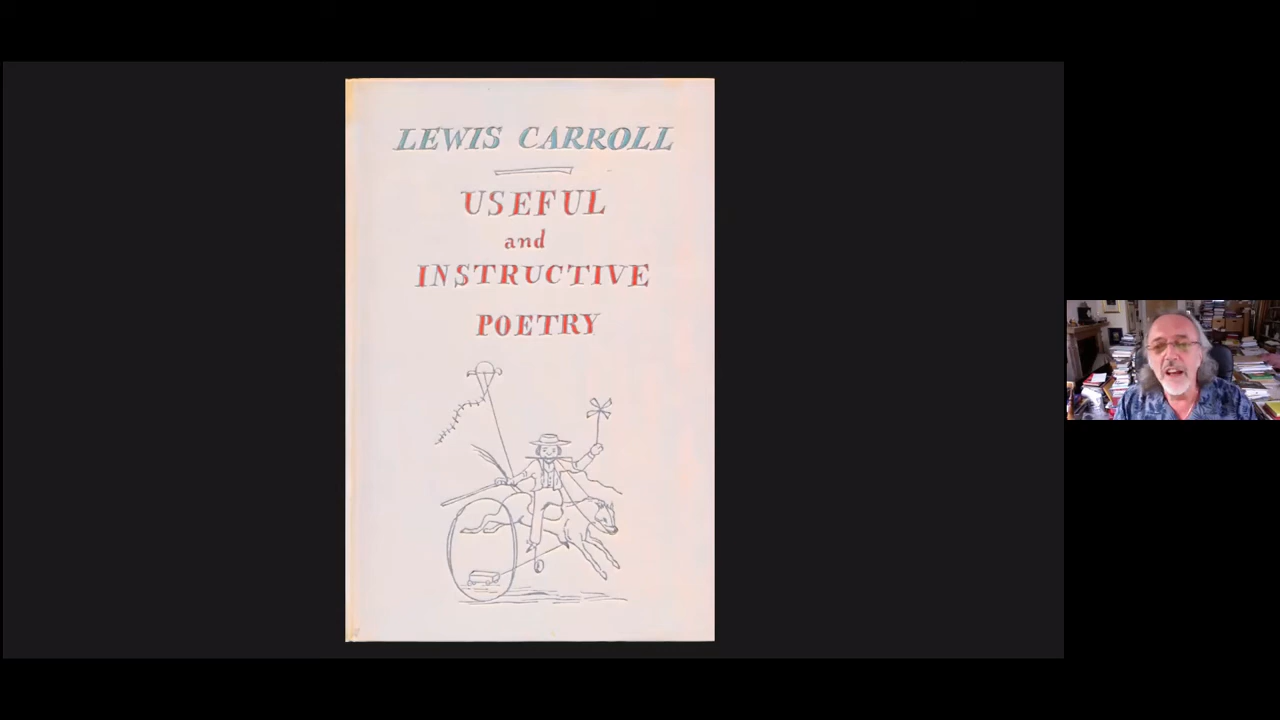 LEWIS CARROLL
USEFUL
and
INSTRUCTIVE
POETRY